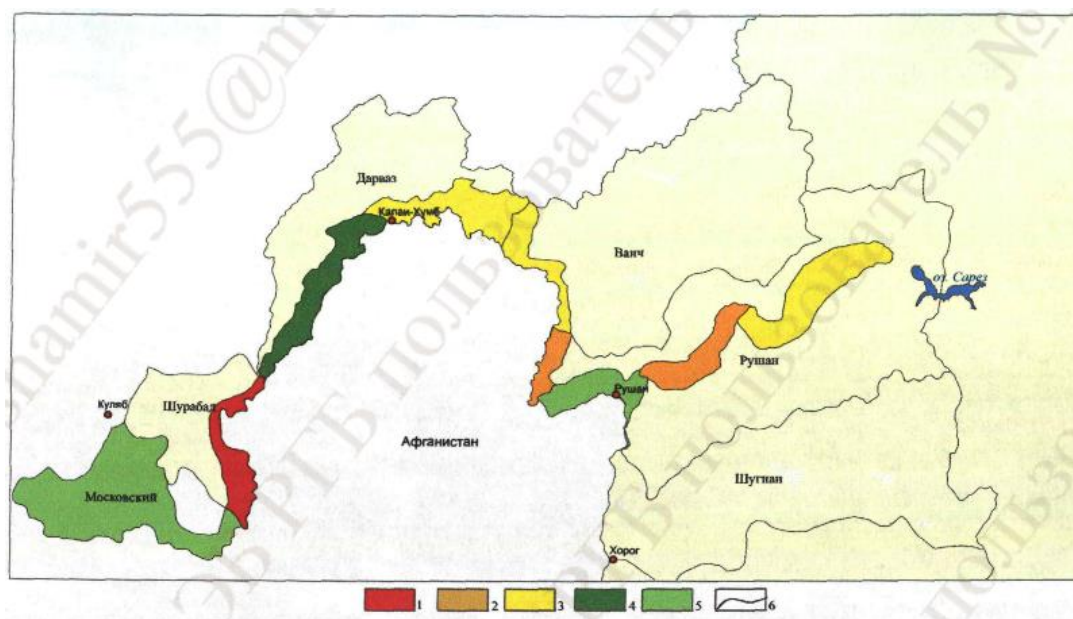 Дарваз
Калаи-Хумб
Ванч
оз. Сарез
Рушан
Рушан
Куляб
Шурабад
Афганистан
Шугнан
Московский
Хорог
1 2 3 4 5 6